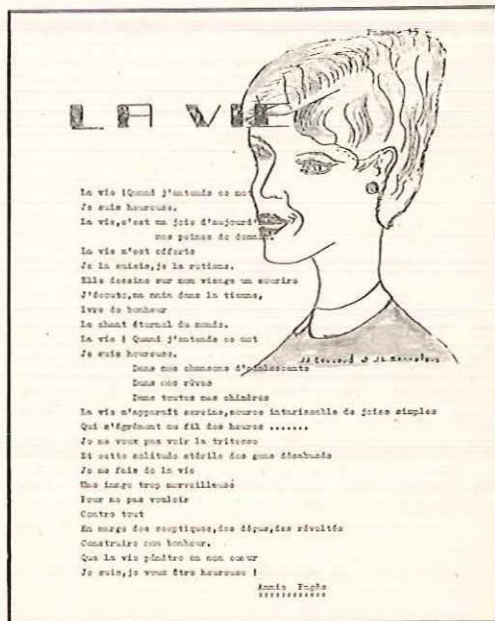 LA VIE
La vie ! Quand j'entends ce mot
Je suis heureuse.
La vie, c'est ma joie d'aujourd'
mes peines de demain.
La vie m'est offerte
Je la saisis, je la retiens.
Elle dessine sur mon visage un sourire
J'écoute, ma main dans la tienne,
Ivre de bonheur
Le chant éternel du monde.
La vie ! Quand j'entends ce mot
Je suis heureuse.
Dans mes chansons d'adolescente
Dans mes rêves
Dans toutes mes chimères
La vie m'apparaît sereine, source intarissable de joies simples
Qui s'égrènent au fil des heures .......
Je ne veux pas voir la tritesse
Et cette solitude stérile des gens désabusés
Je me fais de la vie
Une image trop merveilleuse
Pour ne pas vouloir
Contre tout
En marge des sceptiques, des déçus, des révoltés
Construire mon bonheur.
Que la vie pénètre en mon coeur
Je suis, je veux être heureuse !
Annie Pagès